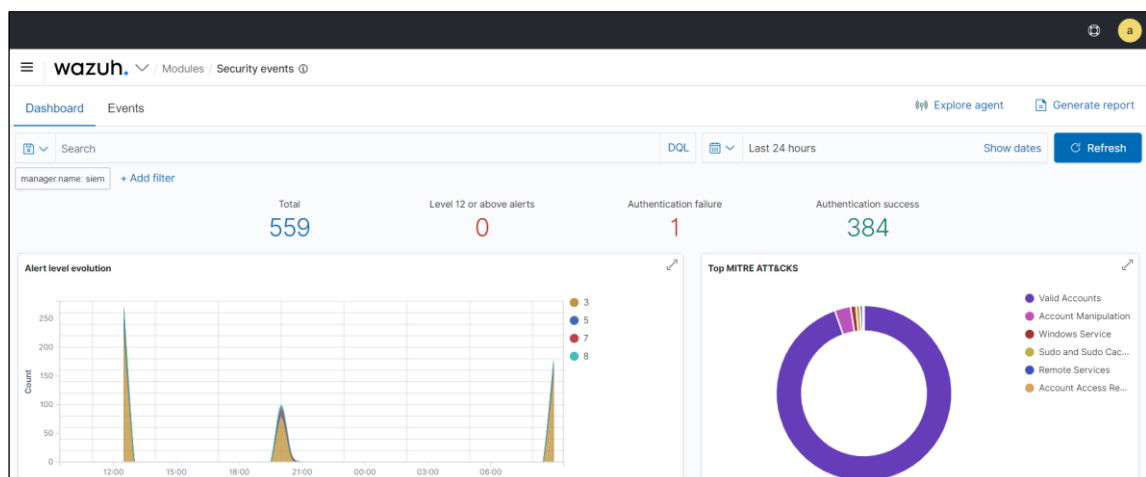 a
wazuh. / Modules / Security events
Dashboard Events Explore agent Generate report
Search DQL Last 24 hours Show dates Refresh
manager.name: siem + Add filter
Total Level 12 or above alerts Authentication failure Authentication success
559 0 1 384
Alert level evolution
3
5
7
8
250
200
150
100
50
0
Count
12:00 15:00 18:00 21:00 00:00 03:00 06:00
Top MITRE ATT&CKS
Valid Accounts
Account Manipulation
Windows Service
Sudo and Sudo Cac...
Remote Services
Account Access Re...